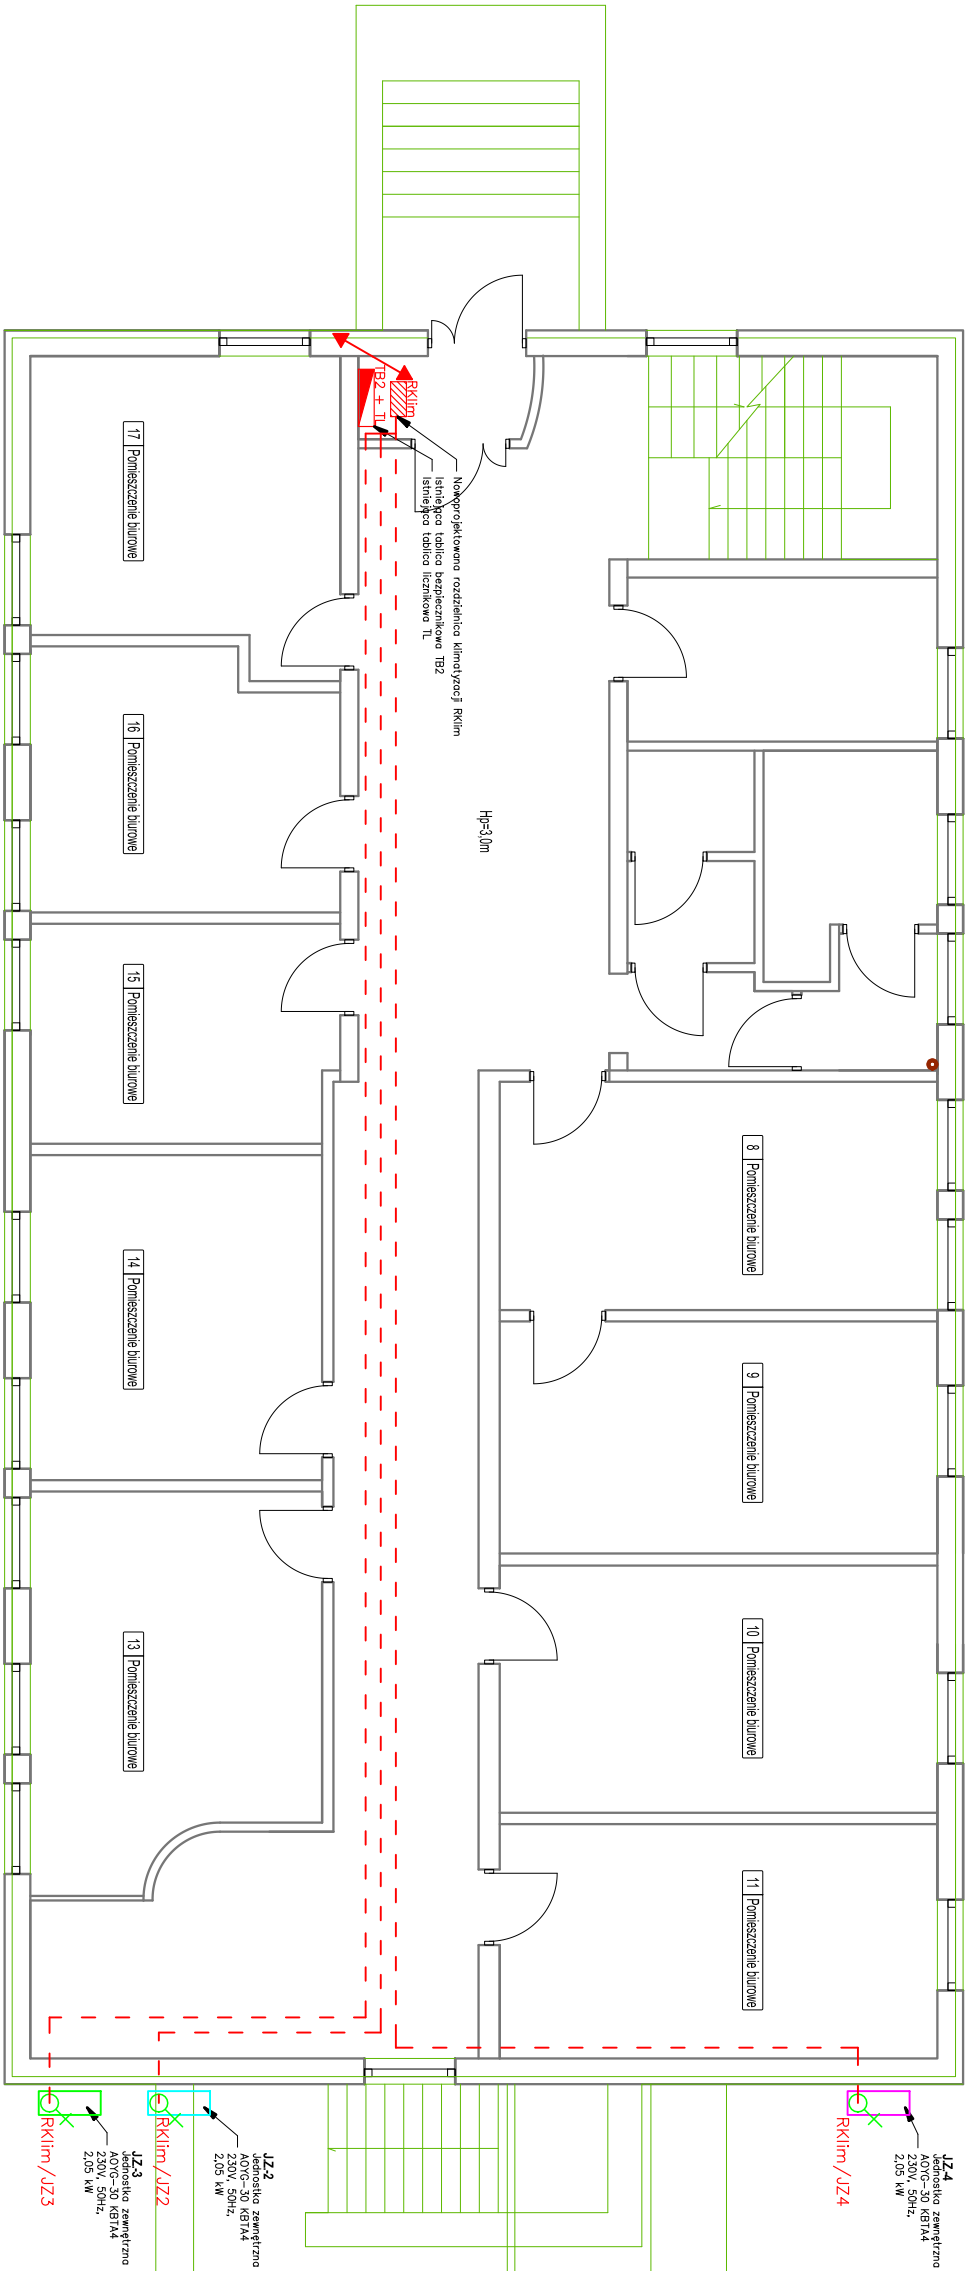 RKlim
TB2 + TL
Nowoprojektowana rozdzielnica klimatyzacji RKlim
Istniejąca tablica bezpiecznikowa TB2
Istniejąca tablica licznikowa TL
17 Pomieszczenie biurowe
16 Pomieszczenie biurowe
Hp=3,0m
15 Pomieszczenie biurowe
8 Pomieszczenie biurowe
14 Pomieszczenie biurowe
9 Pomieszczenie biurowe
10 Pomieszczenie biurowe
13 Pomieszczenie biurowe
11 Pomieszczenie biurowe
RKlim/JZ4
JZ-4
Jednostka zewnętrzna
AOYG-30 KBTA4
230V, 50Hz,
2,05 kW
RKlim/JZ2
JZ-2
Jednostka zewnętrzna
AOYG-30 KBTA4
230V, 50Hz,
2,05 kW
RKlim/JZ3
JZ-3
Jednostka zewnętrzna
AOYG-30 KBTA4
230V, 50Hz,
2,05 kW